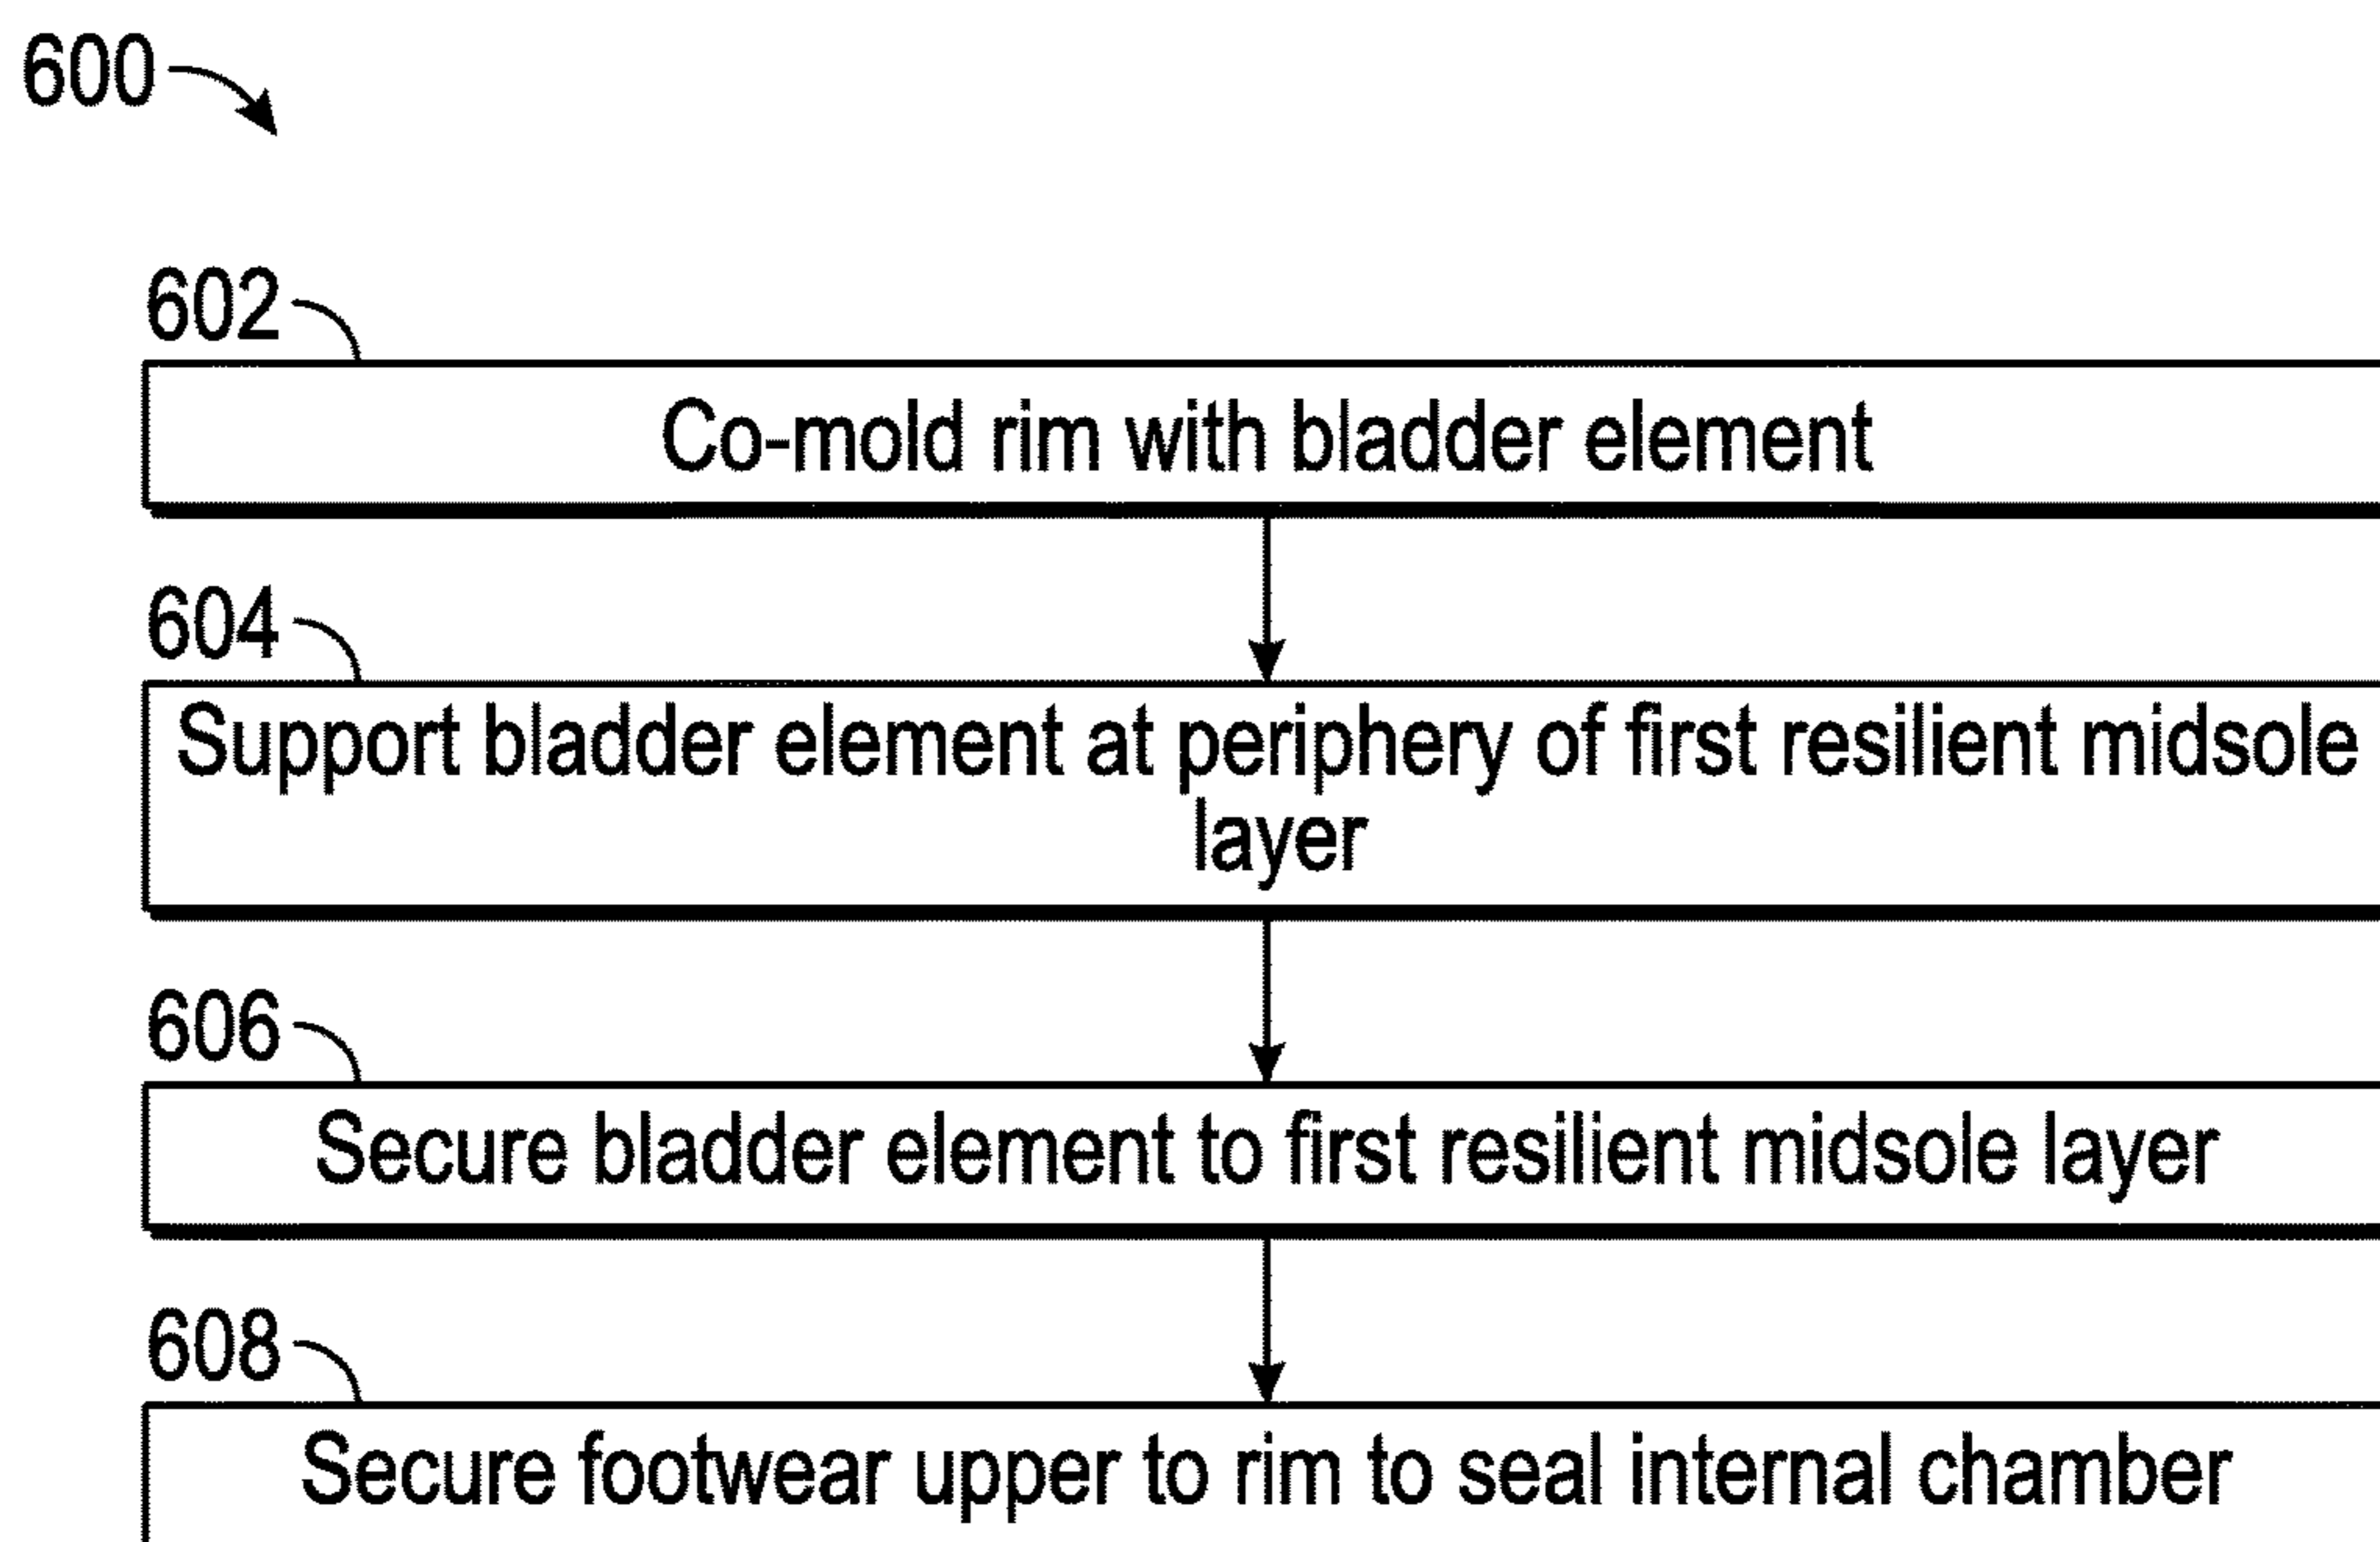 600
602
Co-mold rim with bladder element
604
Support bladder element at periphery of first resilient midsole
layer
606
Secure bladder element to first resilient midsole layer
608
Secure footwear upper to rim to seal internal chamber